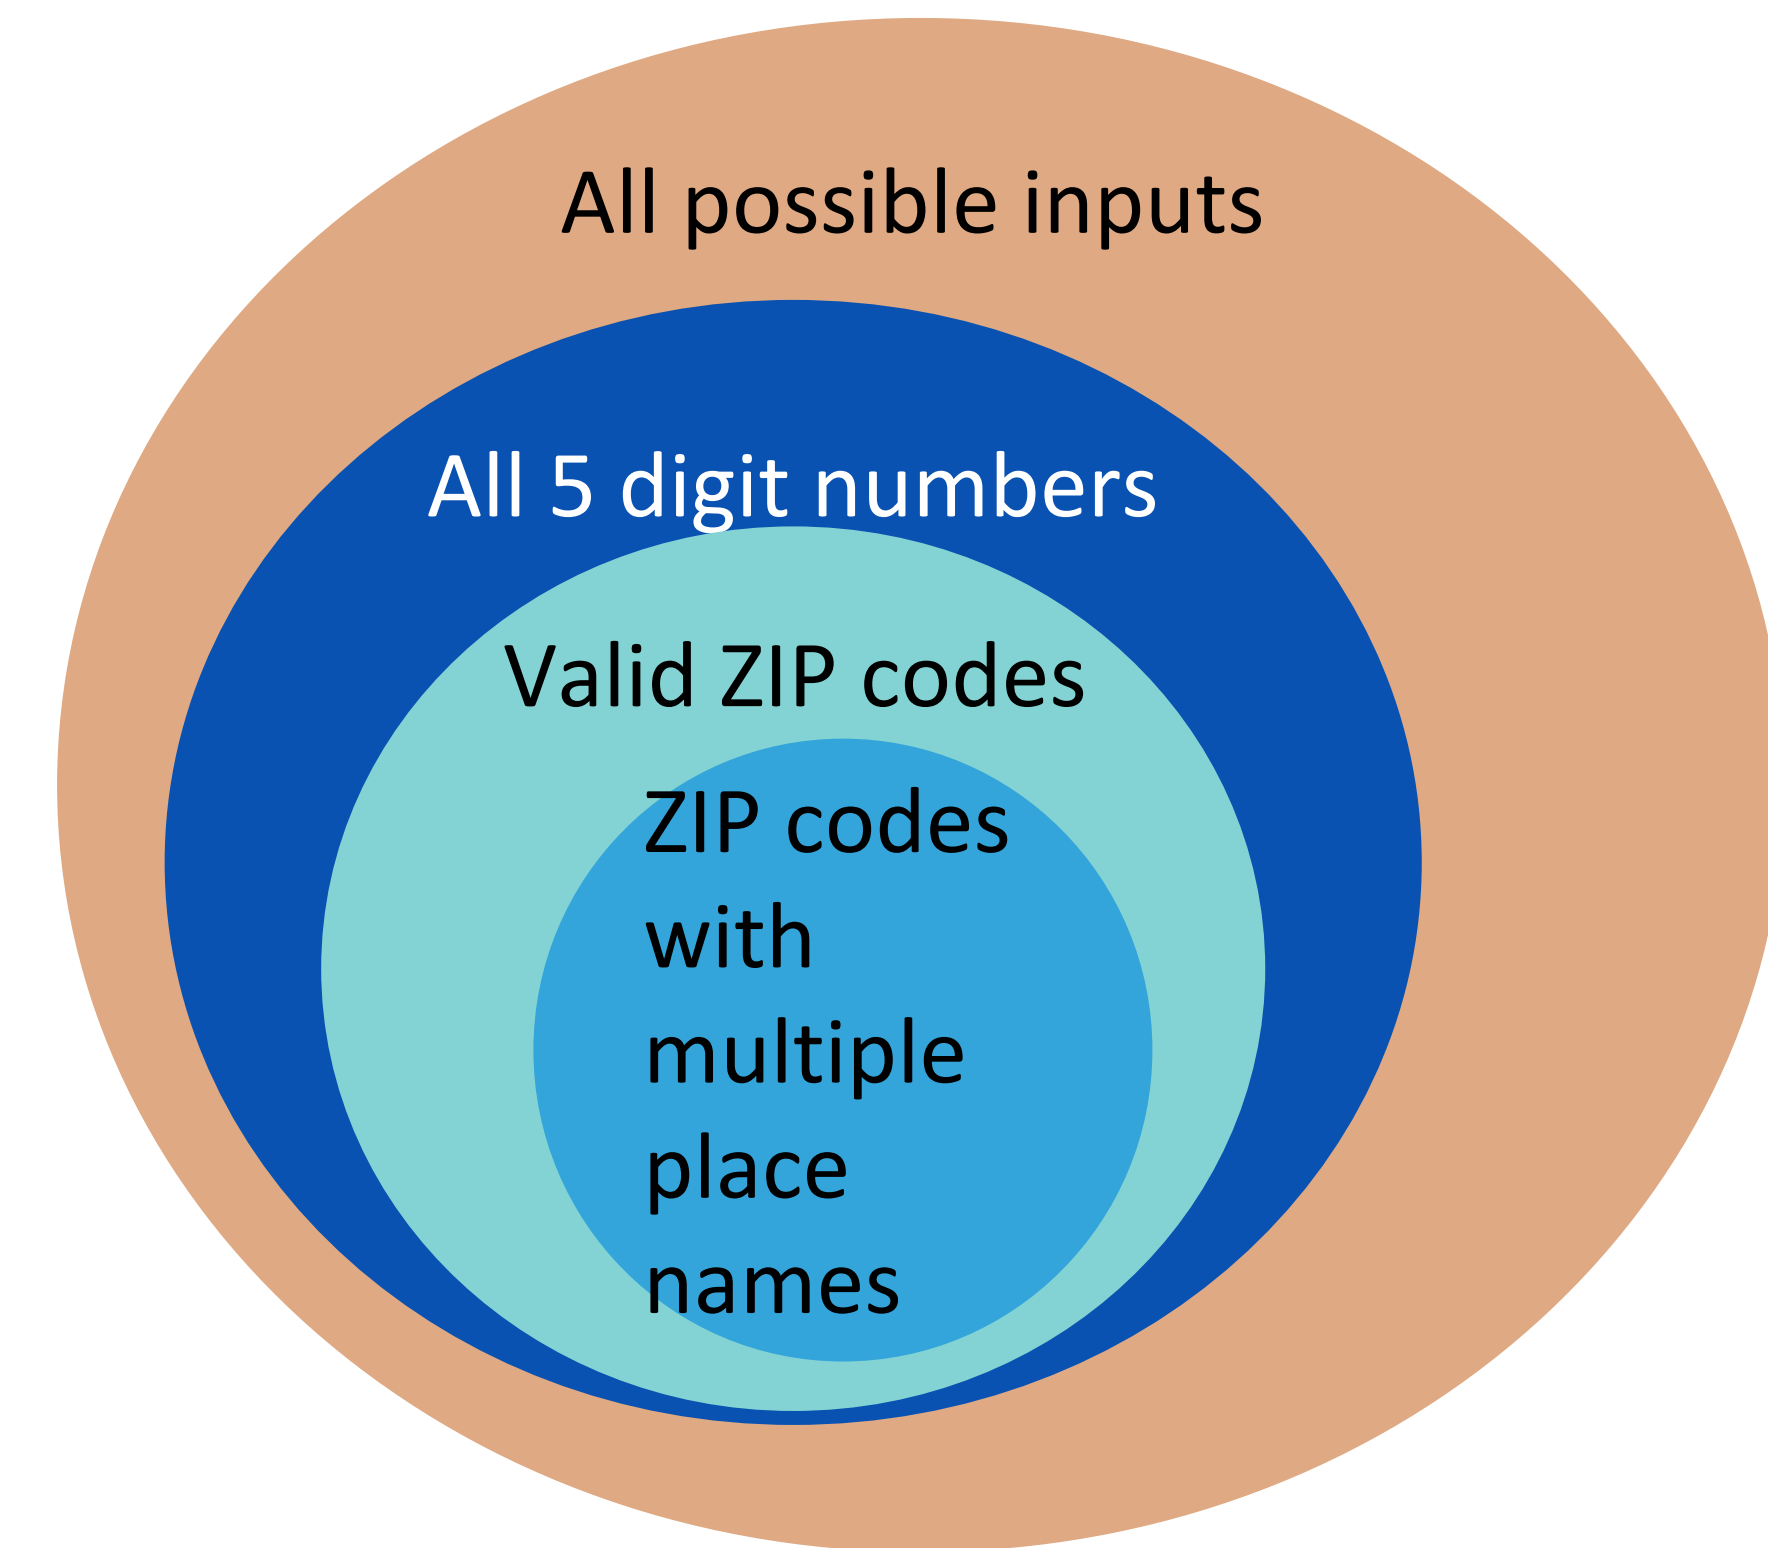 All possible inputs
All 5 digit numbers
Valid ZIP codes
ZIP codes
with
multiple
place
names